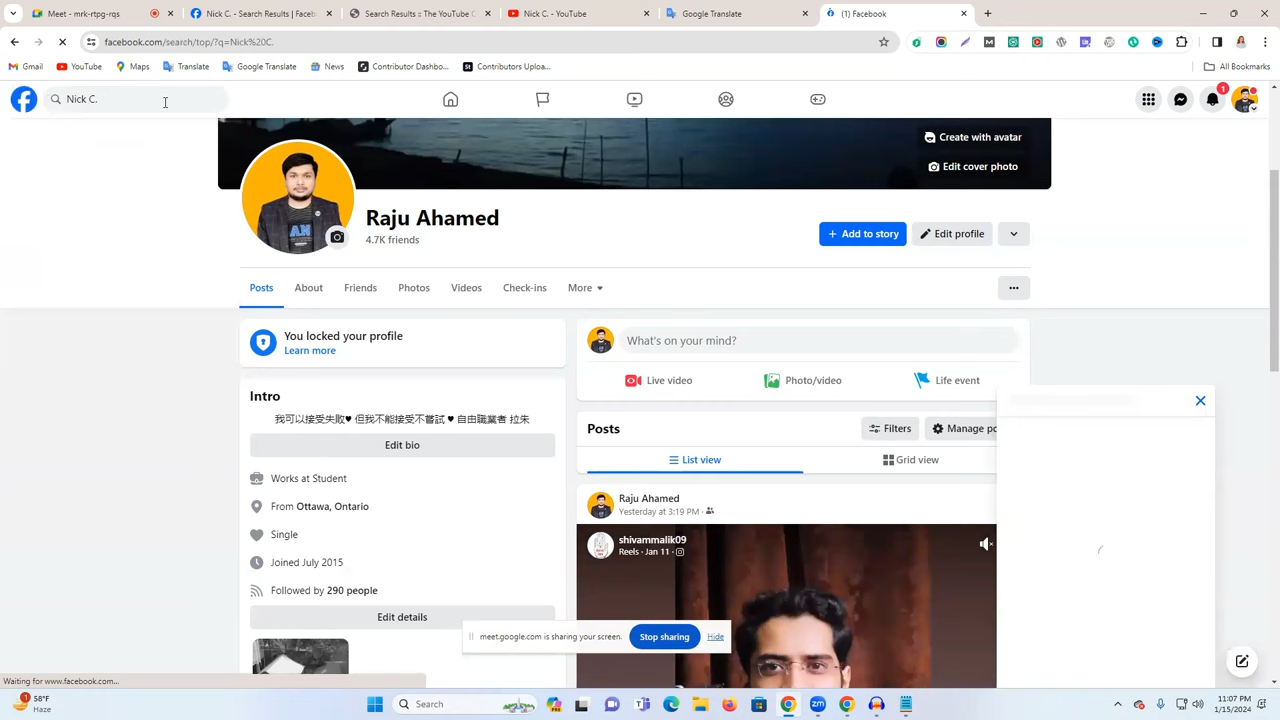 Meet - mrk-rpg-rpg
Nick C. - Search Results | Facebook
Search Results Ce
Nick C. - YouTube
Google Translate
(1) Facebook
facebook.com/search/top/?q=Nick%20C.
Gmail
YouTube
Maps
Translate
Google Translate
News
Contributor Dashbo...
Contributors Uploa...
All Bookmarks
Nick C.
1
Create with avatar
Edit cover photo
Raju Ahamed
4.7K friends
Add to story
Edit profile
Posts
About
Friends
Photos
Videos
Check-ins
More
You locked your profile
Learn more
What's on your mind?
Live video
Photo/video
Life event
Intro
我可以接受失敗♥ 但我不能接受不嘗試 ♥ 自由職業者 拉朱
Edit bio
Posts
Filters
Manage po
List view
Grid view
Works at Student
From Ottawa, Ontario
Single
Joined July 2015
Followed by 290 people
Edit details
Raju Ahamed
Yesterday at 3:19 PM
shivammalik09
Reels · Jan 11
meet.google.com is sharing your screen.
Stop sharing
Hide
Waiting for www.facebook.com...
58°F
Haze
Search
11:07 PM
1/15/2024